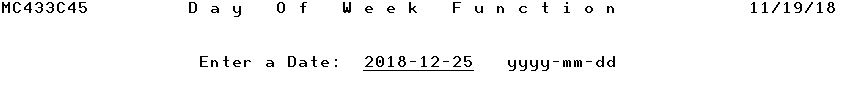 MC433C45 D a y O f W e e k F u n c t i o n 11/19/18
Enter a Date: 2018-12-25 yyyy-mm-dd